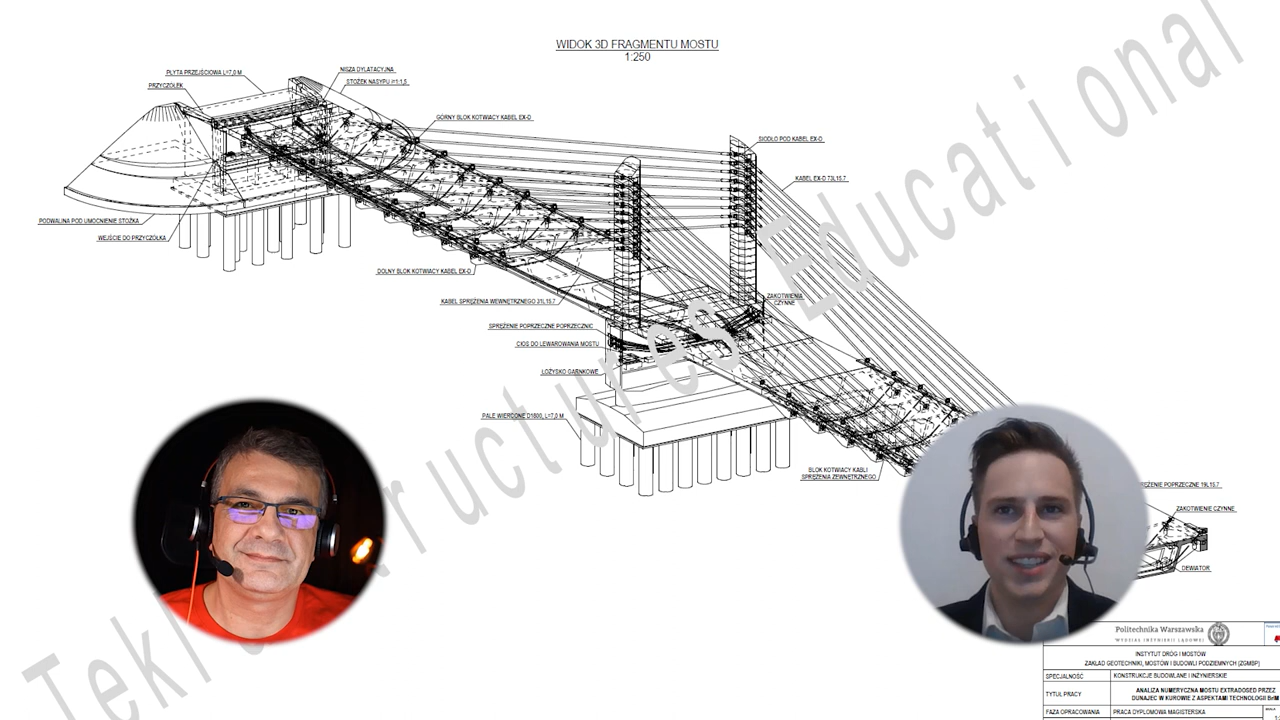 WIDOK 3D FRAGMENTU MOSTU
1:250
PŁYTA PRZEJŚCIOWA L=7,0 M
PRZYCZÓŁEK
NISZA DYLATACYJNA
STOŻEK NASYPU i=1:1,5
GÓRNY BLOK KOTWIĄCY KABEL EX-D
SIODŁO POD KABEL EX-D
KABEL EX-D 73L15.7
PODWALINA POD UMOCNIENIE STOŻKA
WEJŚCIE DO PRZYCZÓŁKA
DOLNY BLOK KOTWIĄCY KABEL EX-D
KABEL SPRĘŻENIA WEWNĘTRZNEGO 31L15.7
ZAKOTWIENIA
CZYNNE
SPRĘŻENIE POPRZECZNE POPRZECZNIC
CIOS DO LEWAROWANIA MOSTU
ŁOŻYSKO GARNKOWE
PALE WIERCONE D1800, L=7,0 M
BLOK KOTWIĄCY KABLI
SPRĘŻENIA ZEWNĘTRZNEGO
POPRZECZNE 19L15.7
ZAKOTWIENIE CZYNNE
DEWIATOR
Structures Educational
Politechnika Warszawska
WYDZIAŁ INŻYNIERII LĄDOWEJ
INSTYTUT DRÓG I MOSTÓW
ZAKŁAD GEOTECHNIKI, MOSTÓW I BUDOWLI PODZIEMNYCH (ZGMBP)
SPECJALNOŚĆ KONSTRUKCJE BUDOWLANE I INŻYNIERSKIE
TYTUŁ PRACY ANALIZA NUMERYCZNA MOSTU EXTRADOSED PRZEZ
DUNAJEC W KUROWIE Z ASPEKTAMI TECHNOLOGII BrIM
FAZA OPRACOWANIA PRACA DYPLOMOWA MAGISTERSKA